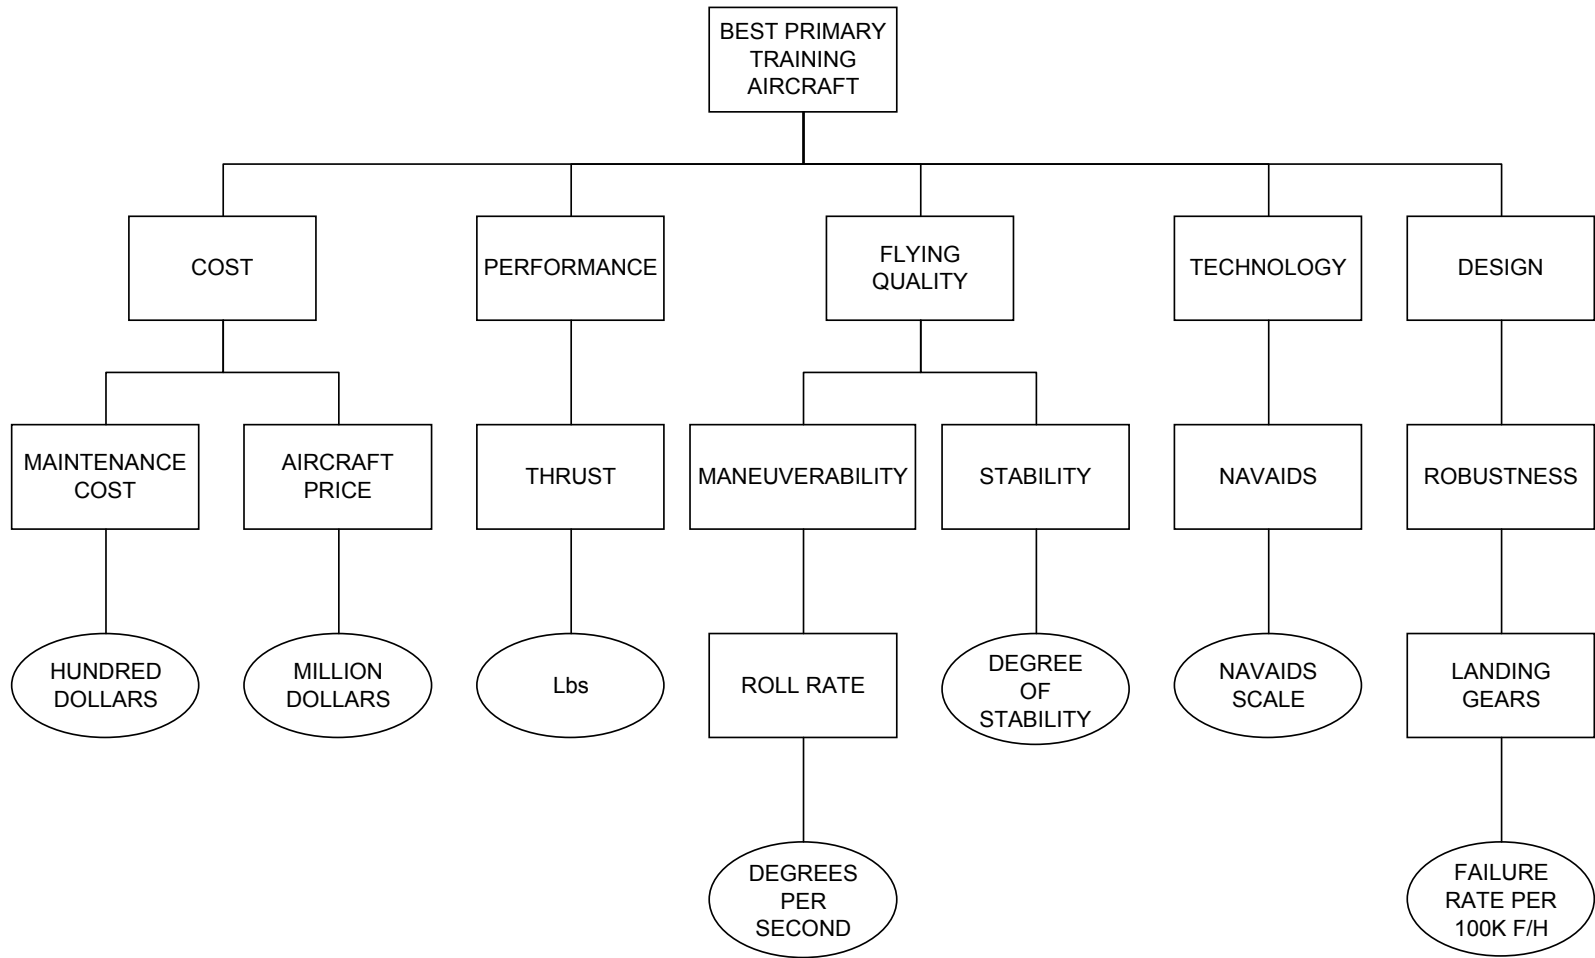 BEST PRIMARY
TRAINING
AIRCRAFT
COST
PERFORMANCE
FLYING
QUALITY
TECHNOLOGY
DESIGN
MAINTENANCE
COST
AIRCRAFT
PRICE
THRUST
MANEUVERABILITY
STABILITY
NAVAIDS
ROBUSTNESS
HUNDRED
DOLLARS
MILLION
DOLLARS
Lbs
ROLL RATE
DEGREE
OF
STABILITY
NAVAIDS
SCALE
LANDING
GEARS
DEGREES
PER
SECOND
FAILURE
RATE PER
100K F/H